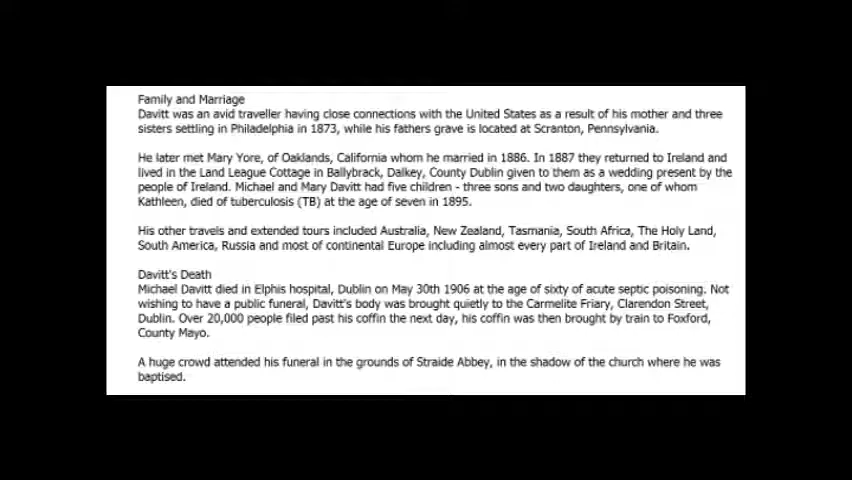 Family and Marriage
Davitt was an avid traveller having close connections with the United States as a result of his mother and three
sisters settling in Philadelphia in 1873, while his fathers grave is located at Scranton, Pennsylvania.
He later met Mary Yore, of Oaklands, California whom he married in 1886. In 1887 they returned to Ireland and
lived in the Land League Cottage in Ballybrack, Dalkey, County Dublin given to them as a wedding present by the
people of Ireland. Michael and Mary Davitt had five children - three sons and two daughters, one of whom
Kathleen, died of tuberculosis (TB) at the age of seven in 1895.
His other travels and extended tours included Australia, New Zealand, Tasmania, South Africa, The Holy Land,
South America, Russia and most of continental Europe including almost every part of Ireland and Britain.
Davitt's Death
Michael Davitt died in Elphis hospital, Dublin on May 30th 1906 at the age of sixty of acute septic poisoning. Not
wishing to have a public funeral, Davitt's body was brought quietly to the Carmelite Friary, Clarendon Street,
Dublin. Over 20,000 people filed past his coffin the next day, his coffin was then brought by train to Foxford,
County Mayo.
A huge crowd attended his funeral in the grounds of Straide Abbey, in the shadow of the church where he was
baptised.